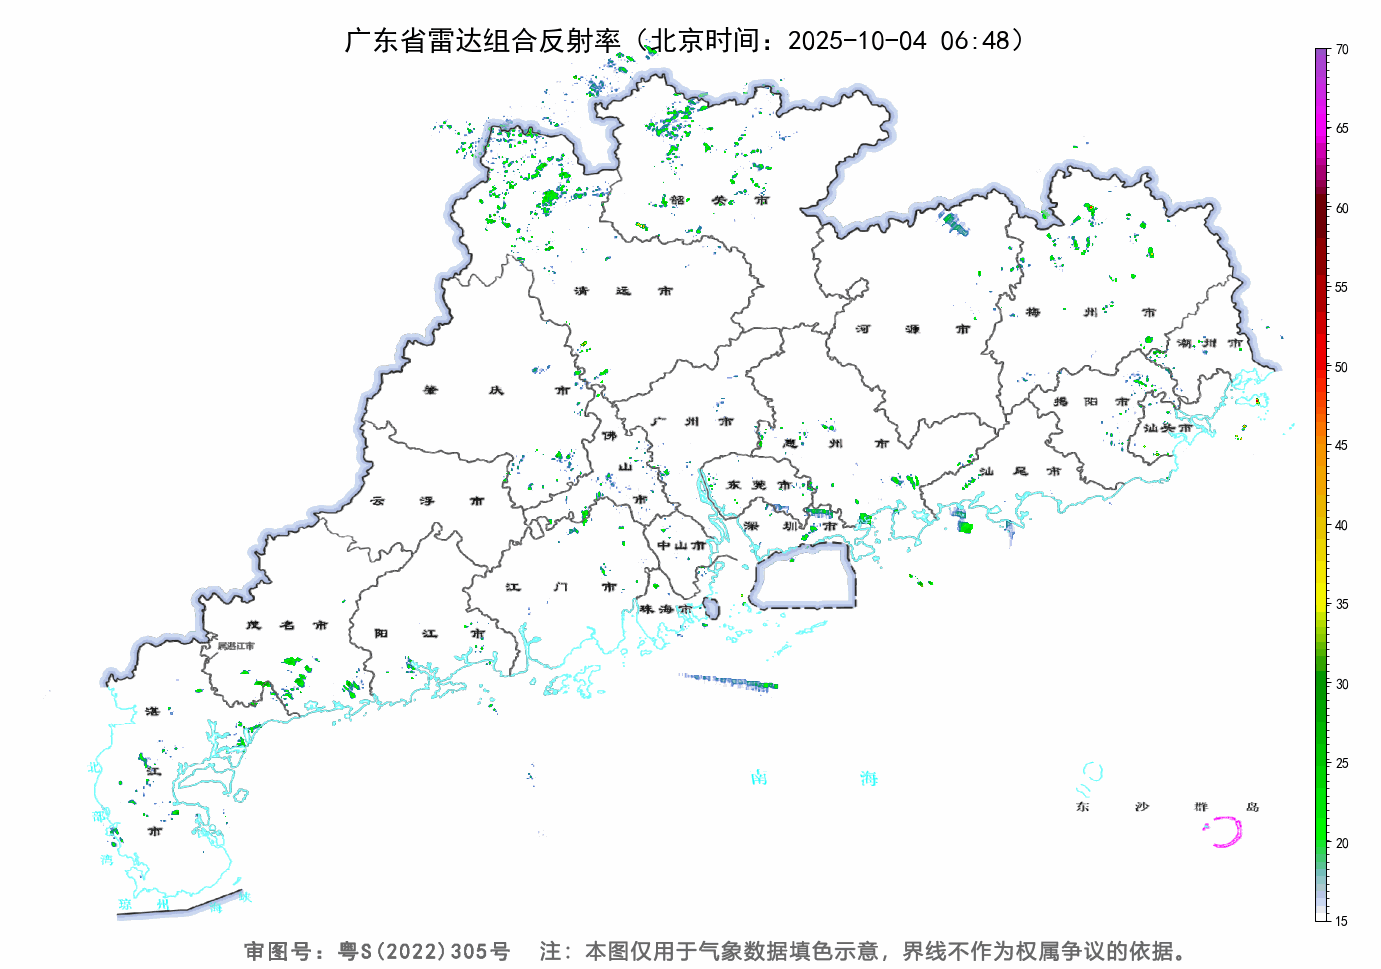 广东省雷达组合反射率（北京时间：2025-10-04 06:48）
70
65
60
55
50
45
40
35
30
25
20
15
韶关市
清远市
河源市
梅州市
潮州市
肇庆市
广州市
佛山市
惠州市
揭阳市
汕头市
汕尾市
云浮市
东莞市
深圳市
中山市
江门市
珠海市
茂名市
属湛江市
阳江市
湛江市
北部湾
南海
东沙群岛
琼州海峡
审图号：粤S(2022)305号 注：本图仅用于气象数据填色示意，界线不作为权属争议的依据。